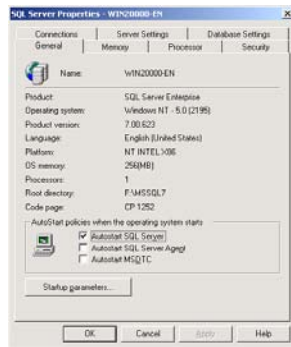 SQL Server Properties - WIN20000-EN
Connections Server Settings Database Settings
General Memory Processor Security
Name: WIN20000-EN
Product: SQL Server Enterprise
Operating system: Windows NT - 5.0 (2195)
Product version: 7.00.623
Language: English (United States)
Platform: NT INTEL X86
OS memory: 256(MB)
Processors: 1
Root directory: F:\MSSQL7
Code page: CP 1252
AutoStart policies when the operating system starts
Autostart SQL Server
Autostart SQL Server Agent
Autostart MSDTC
Startup parameters...
OK Cancel Apply Help